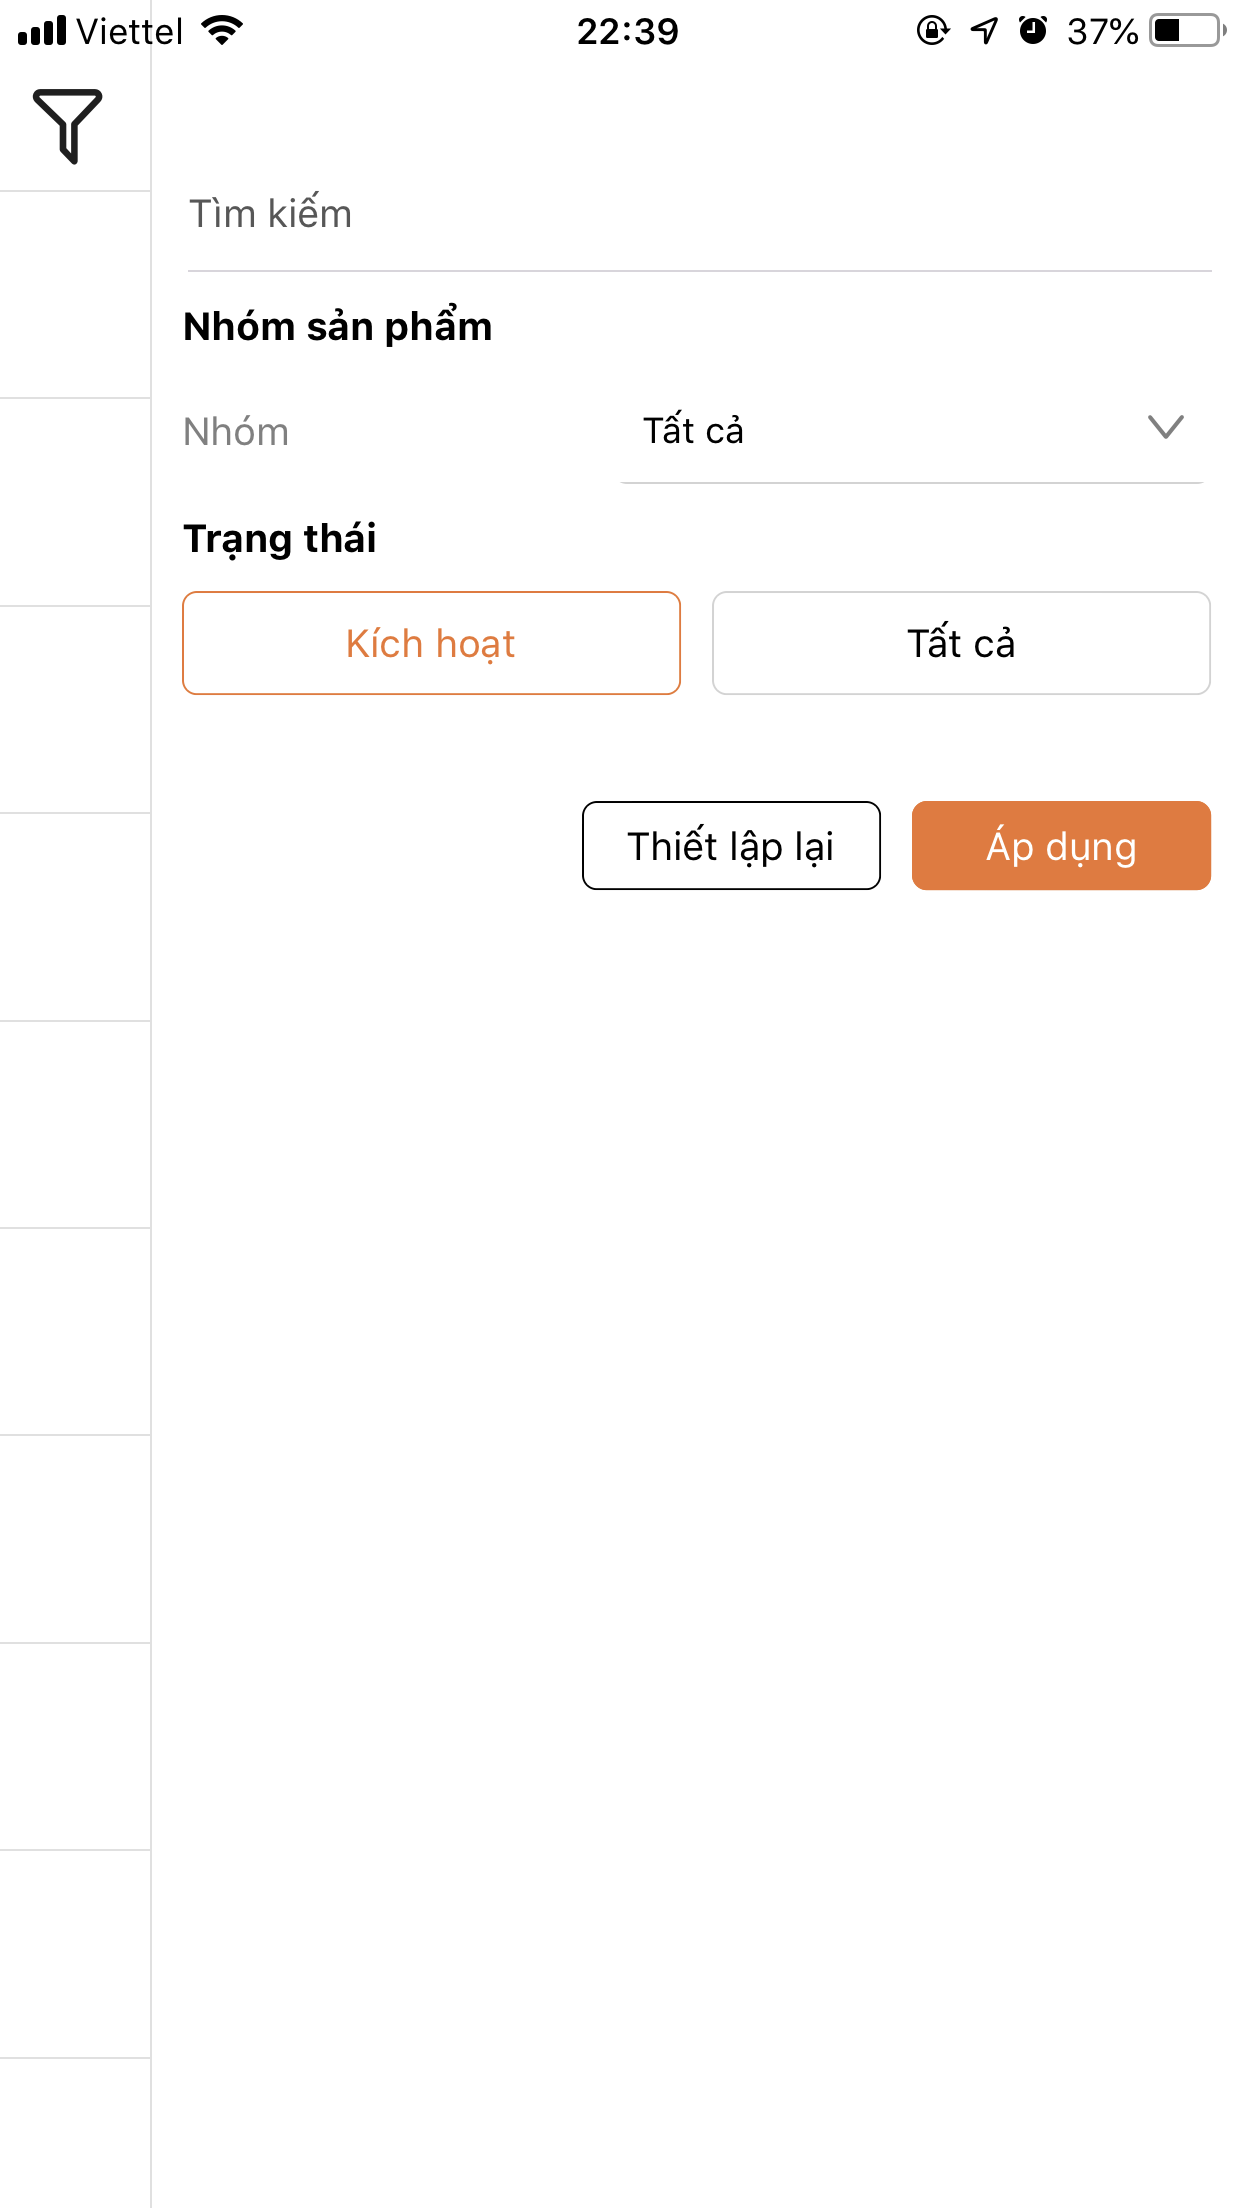 Viettel 22:39 37%
Tìm kiếm
Nhóm sản phẩm
Nhóm Tất cả
Trạng thái
Kích hoạt Tất cả
Thiết lập lại Áp dụng